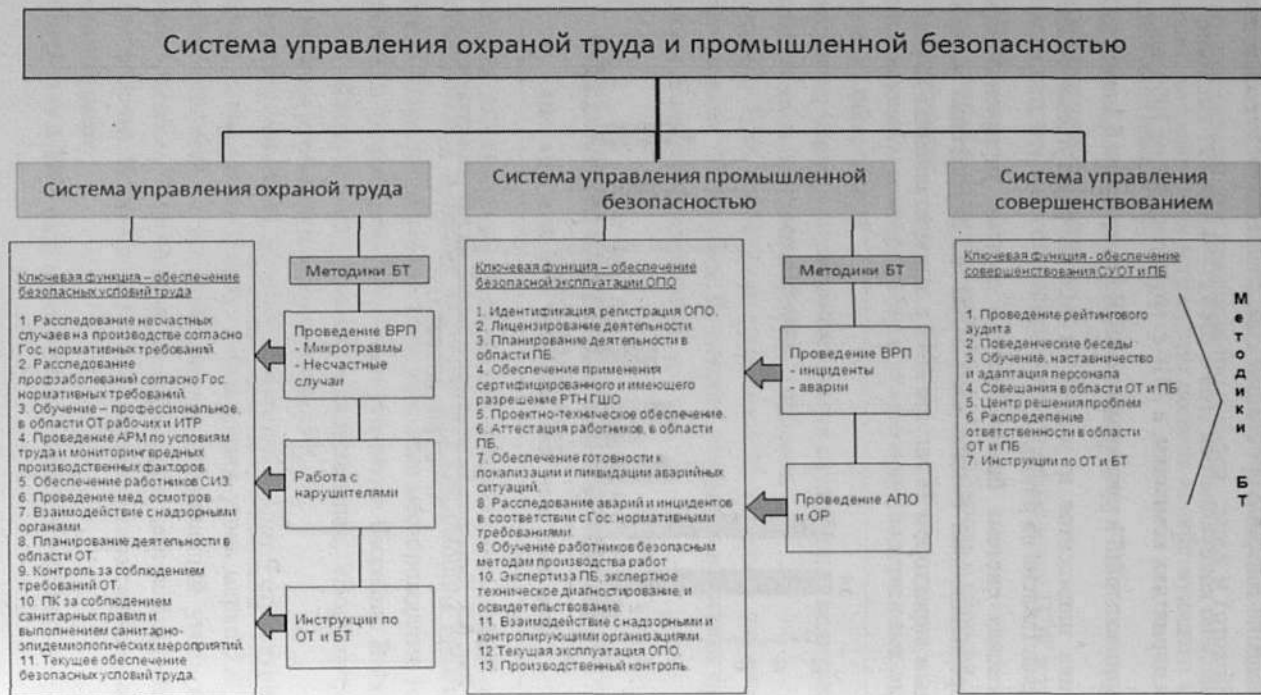 Система управления охраной труда и промышленной безопасностью
Система управления охраной труда
Ключевая функция – обеспечение
безопасных условий труда
1. Расследование несчастных
случаев на производстве согласно
Гос. нормативных требований.
2. Расследование
профзаболеваний согласно Гос.
нормативных требований.
3. Обучение – профессиональное,
в области ОТ рабочих и ИТР
4. Проведение АРМ по условиям
труда и мониторинг вредных
производственных факторов
5. Обеспечение работников СИЗ.
6. Проведение мед. осмотров
7. Взаимодействие с надзорными
органами.
8. Планирование деятельности в
области ОТ.
9. Контроль за соблюдением
требований ОТ.
10. ПК за соблюдением
санитарных правил и
выполнением санитарно-
эпидемиологических мероприятий
11. Текущее обеспечение
безопасных условий труда.
Методики БТ
Проведение ВРП
- Микротравмы
- Несчастные
случаи
Работа с
нарушителями
Инструкции по
ОТ и БТ
Система управления промышленной
безопасностью
Ключевая функция – обеспечение
безопасной эксплуатации ОПО
1. Идентификация, регистрация ОПО.
2. Лицензирование деятельности.
3. Планирование деятельности в
области ПБ.
4. Обеспечение применения
сертифицированного и имеющего
разрешение РТН ГШО
5. Проектно-техническое обеспечение.
6. Аттестация работников, в области
ПБ.
7. Обеспечение готовности к
локализации и ликвидации аварийных
ситуаций.
8. Расследование аварий и инцидентов
в соответствии с Гос. нормативными
требованиями.
9. Обучение работников безопасным
методам производства работ
10. Экспертиза ПБ, экспертное
техническое диагностирование, и
освидетельствование.
11. Взаимодействие с надзорными и
контролирующими организациями.
12. Текущая эксплуатация ОПО.
13. Производственный контроль.
Методики БТ
Проведение ВРП
- инциденты
- аварии
Проведение АПО
и ОР
Система управления
совершенствованием
Ключевая функция - обеспечение
совершенствования СУОТ и ПБ
1. Проведение рейтингового
аудита
2. Поведенческие беседы
3. Обучение, наставничество
и адаптация персонала
4. Совещания в области ОТ и ПБ
5. Центр решения проблем
6. Распределение
ответственности в области
ОТ и ПБ
7. Инструкции по ОТ и БТ
Методики БТ